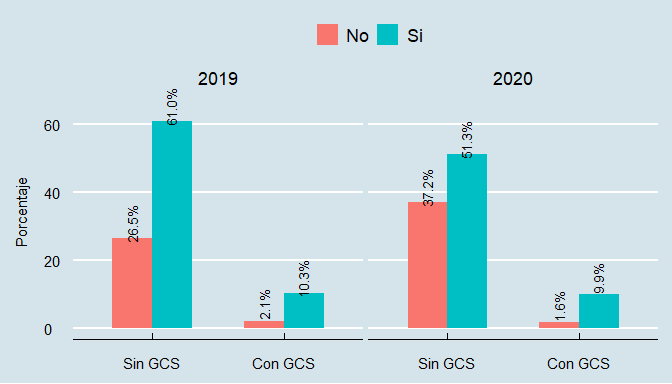 No Si
2019 2020
Porcentaje
60
40
20
0
26.5% 61.0% 2.1% 10.3%
37.2% 51.3% 1.6% 9.9%
Sin GCS Con GCS Sin GCS Con GCS